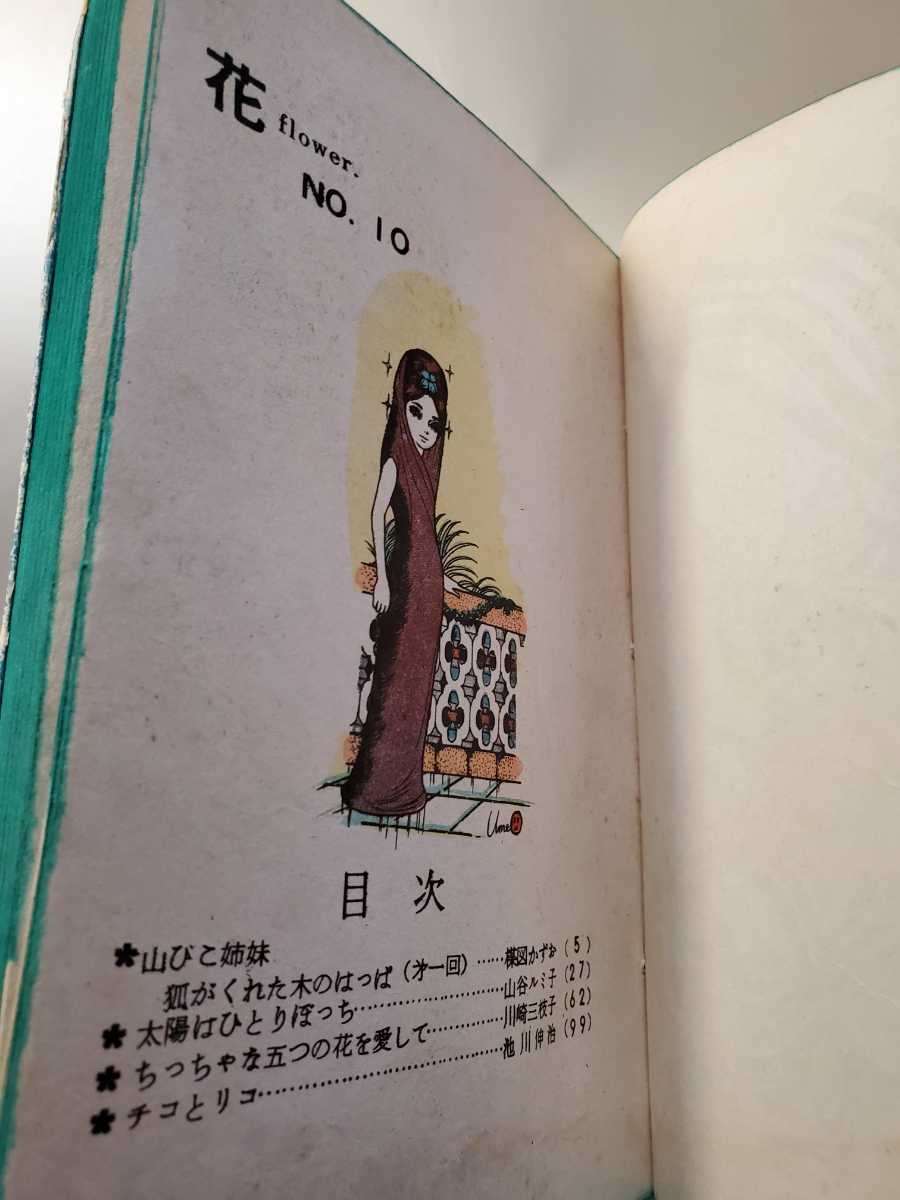 花 flower.
NO. 10
Ume
目 次
*山びこ姉妹
狐がくれた木のはっぱ（才一回）……楳図かずお(5)
*太陽はひとりぼっち……………………山谷ルミ子(27)
*ちっちゃな五つの花を愛して……………川崎三枝子(62)
*チコとリコ………………………………池川伸治(99)